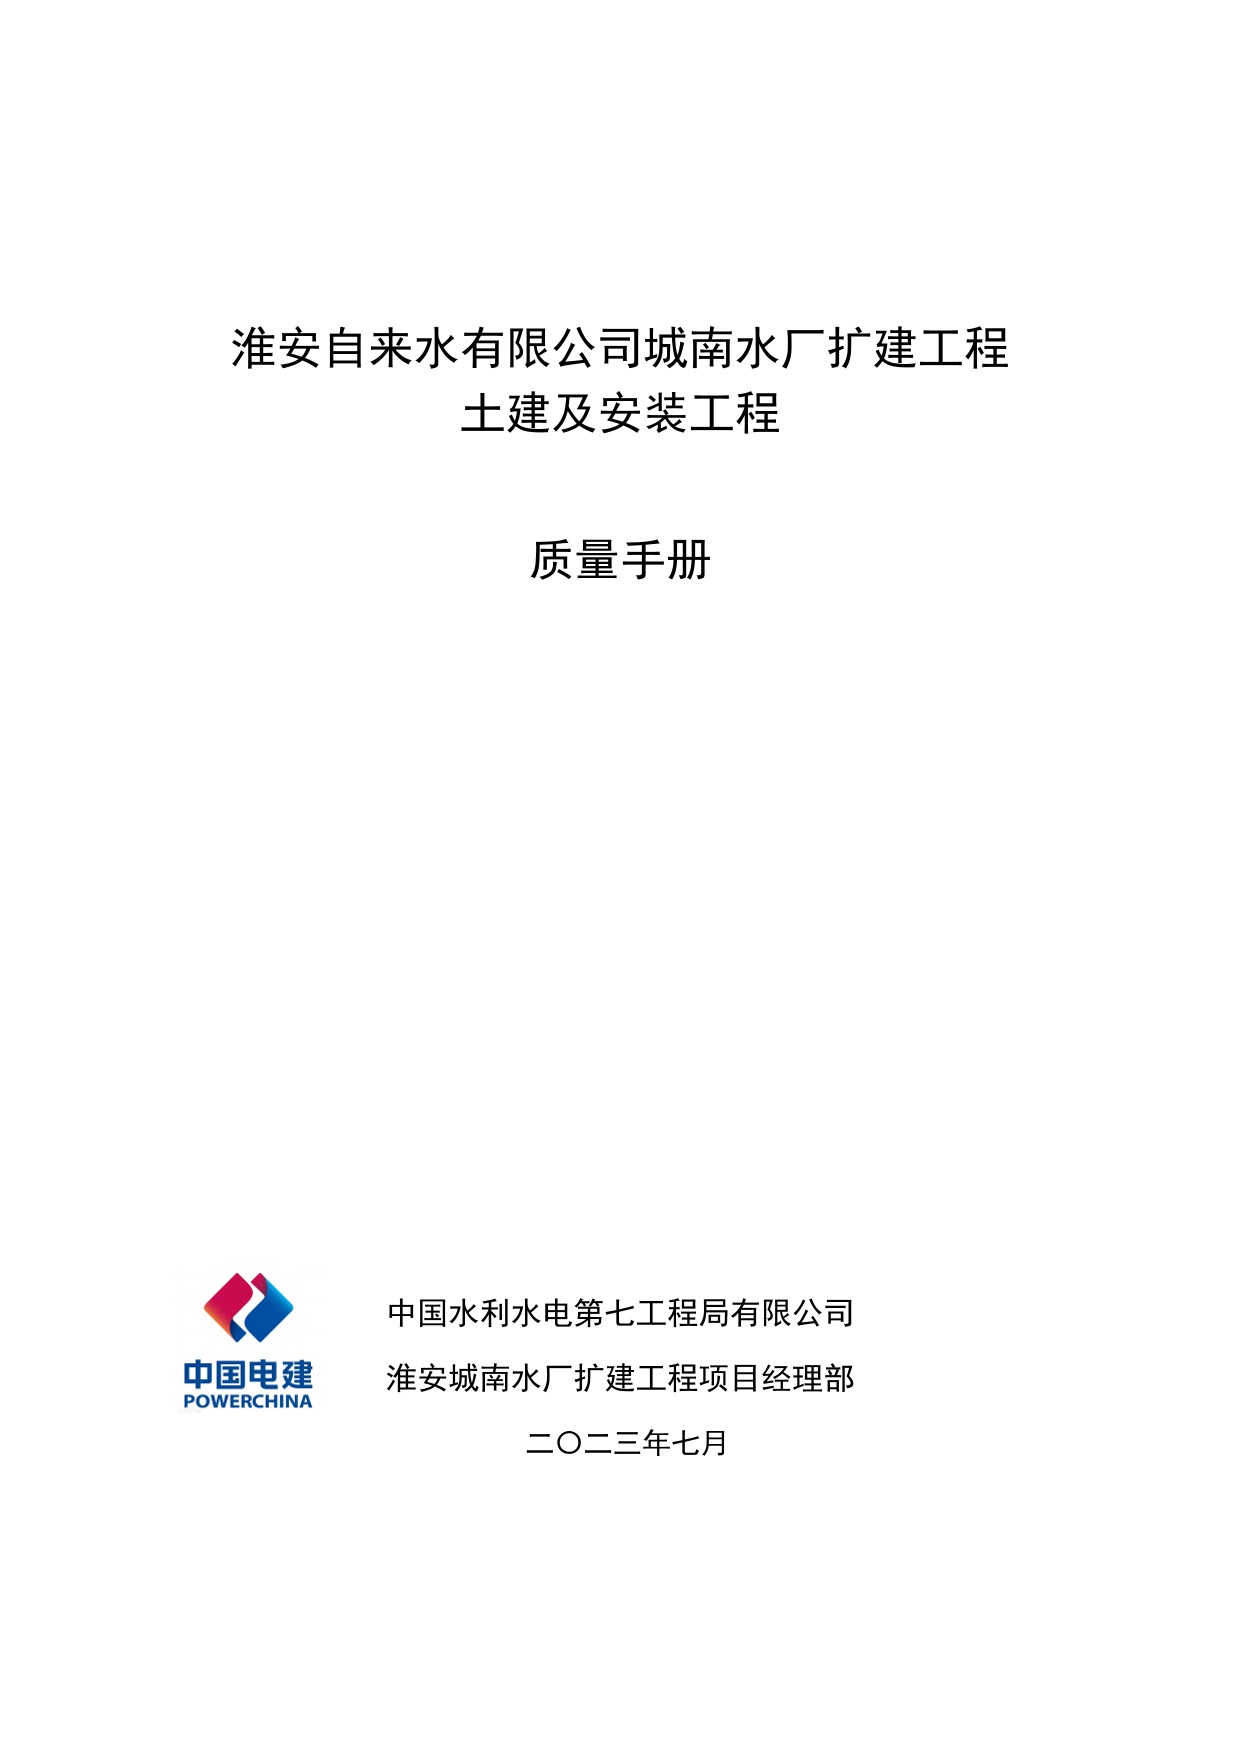 淮安自来水有限公司城南水厂扩建工程
土建及安装工程
质量手册
中国水利水电第七工程局有限公司
中国电建
POWERCHINA
淮安城南水厂扩建工程项目经理部
二〇二三年七月